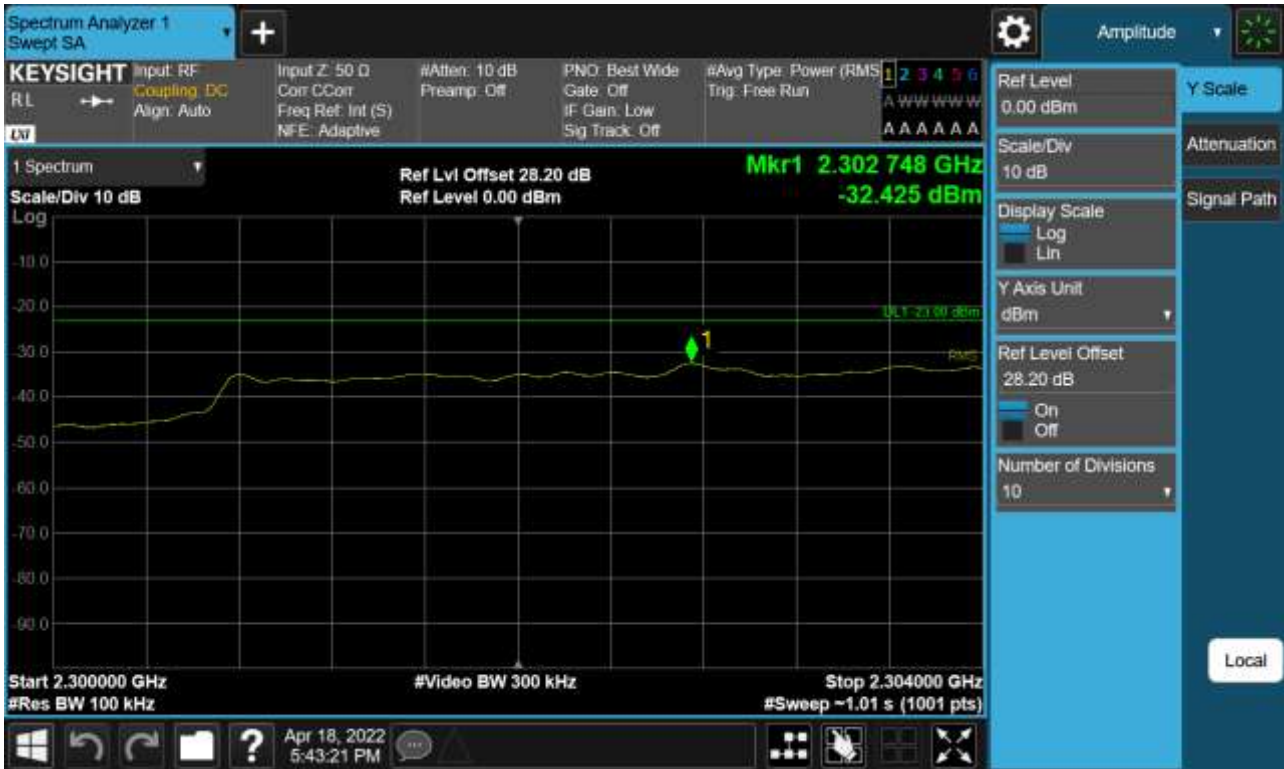 Spectrum Analyzer 1
Swept SA
+
Amplitude
KEYSIGHT
RL
LXI
Input: RF
Coupling: DC
Align: Auto
Input Z: 50 Ω
Corr CCorr
Freq Ref: Int (S)
NFE: Adaptive
#Atten: 10 dB
Preamp: Off
PNO: Best Wide
Gate: Off
IF Gain: Low
Sig Track: Off
#Avg Type: Power (RMS
Trig: Free Run
1 2 3 4 5 6
A W W W W W
A A A A A A
1 Spectrum
Scale/Div 10 dB
Ref Lvl Offset 28.20 dB
Ref Level 0.00 dBm
Mkr1 2.302 748 GHz
-32.425 dBm
Log
-10.0
-20.0
DL1 -23.00 dBm
1
-30.0
RMS
-40.0
-50.0
-60.0
-70.0
-80.0
-90.0
Start 2.300000 GHz
#Res BW 100 kHz
#Video BW 300 kHz
Stop 2.304000 GHz
#Sweep ~1.01 s (1001 pts)
Ref Level
0.00 dBm
Scale/Div
10 dB
Display Scale
Log
Lin
Y Axis Unit
dBm
Ref Level Offset
28.20 dB
On
Off
Number of Divisions
10
Y Scale
Attenuation
Signal Path
Local
?
Apr 18, 2022
5:43:21 PM